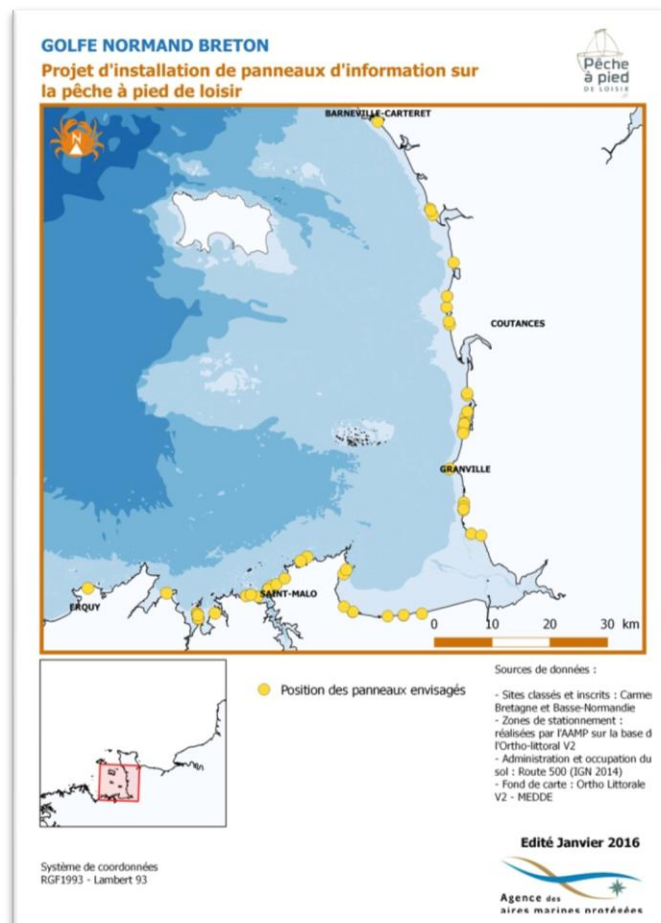 GOLFE NORMAND BRETON
Projet d'installation de panneaux d'information sur
la pêche à pied de loisir
Pêche
à pied
DE LOISIR
BARNEVILLE-CARTERET
N
COUTANCES
GRANVILLE
ERQUY
SAINT-MALO
0 10 20 30 km
Position des panneaux envisagés
Sources de données :
- Sites classés et inscrits : Carme
Bretagne et Basse-Normandie
- Zones de stationnement :
réalisées par l'AAMP sur la base d
l'Ortho-littoral V2
- Administration et occupation du
sol : Route 500 (IGN 2014)
- Fond de carte : Ortho Littorale
V2 - MEDDE
Edité Janvier 2016
Système de coordonnées
RGF1993 - Lambert 93
Agence des
aires marines protégées